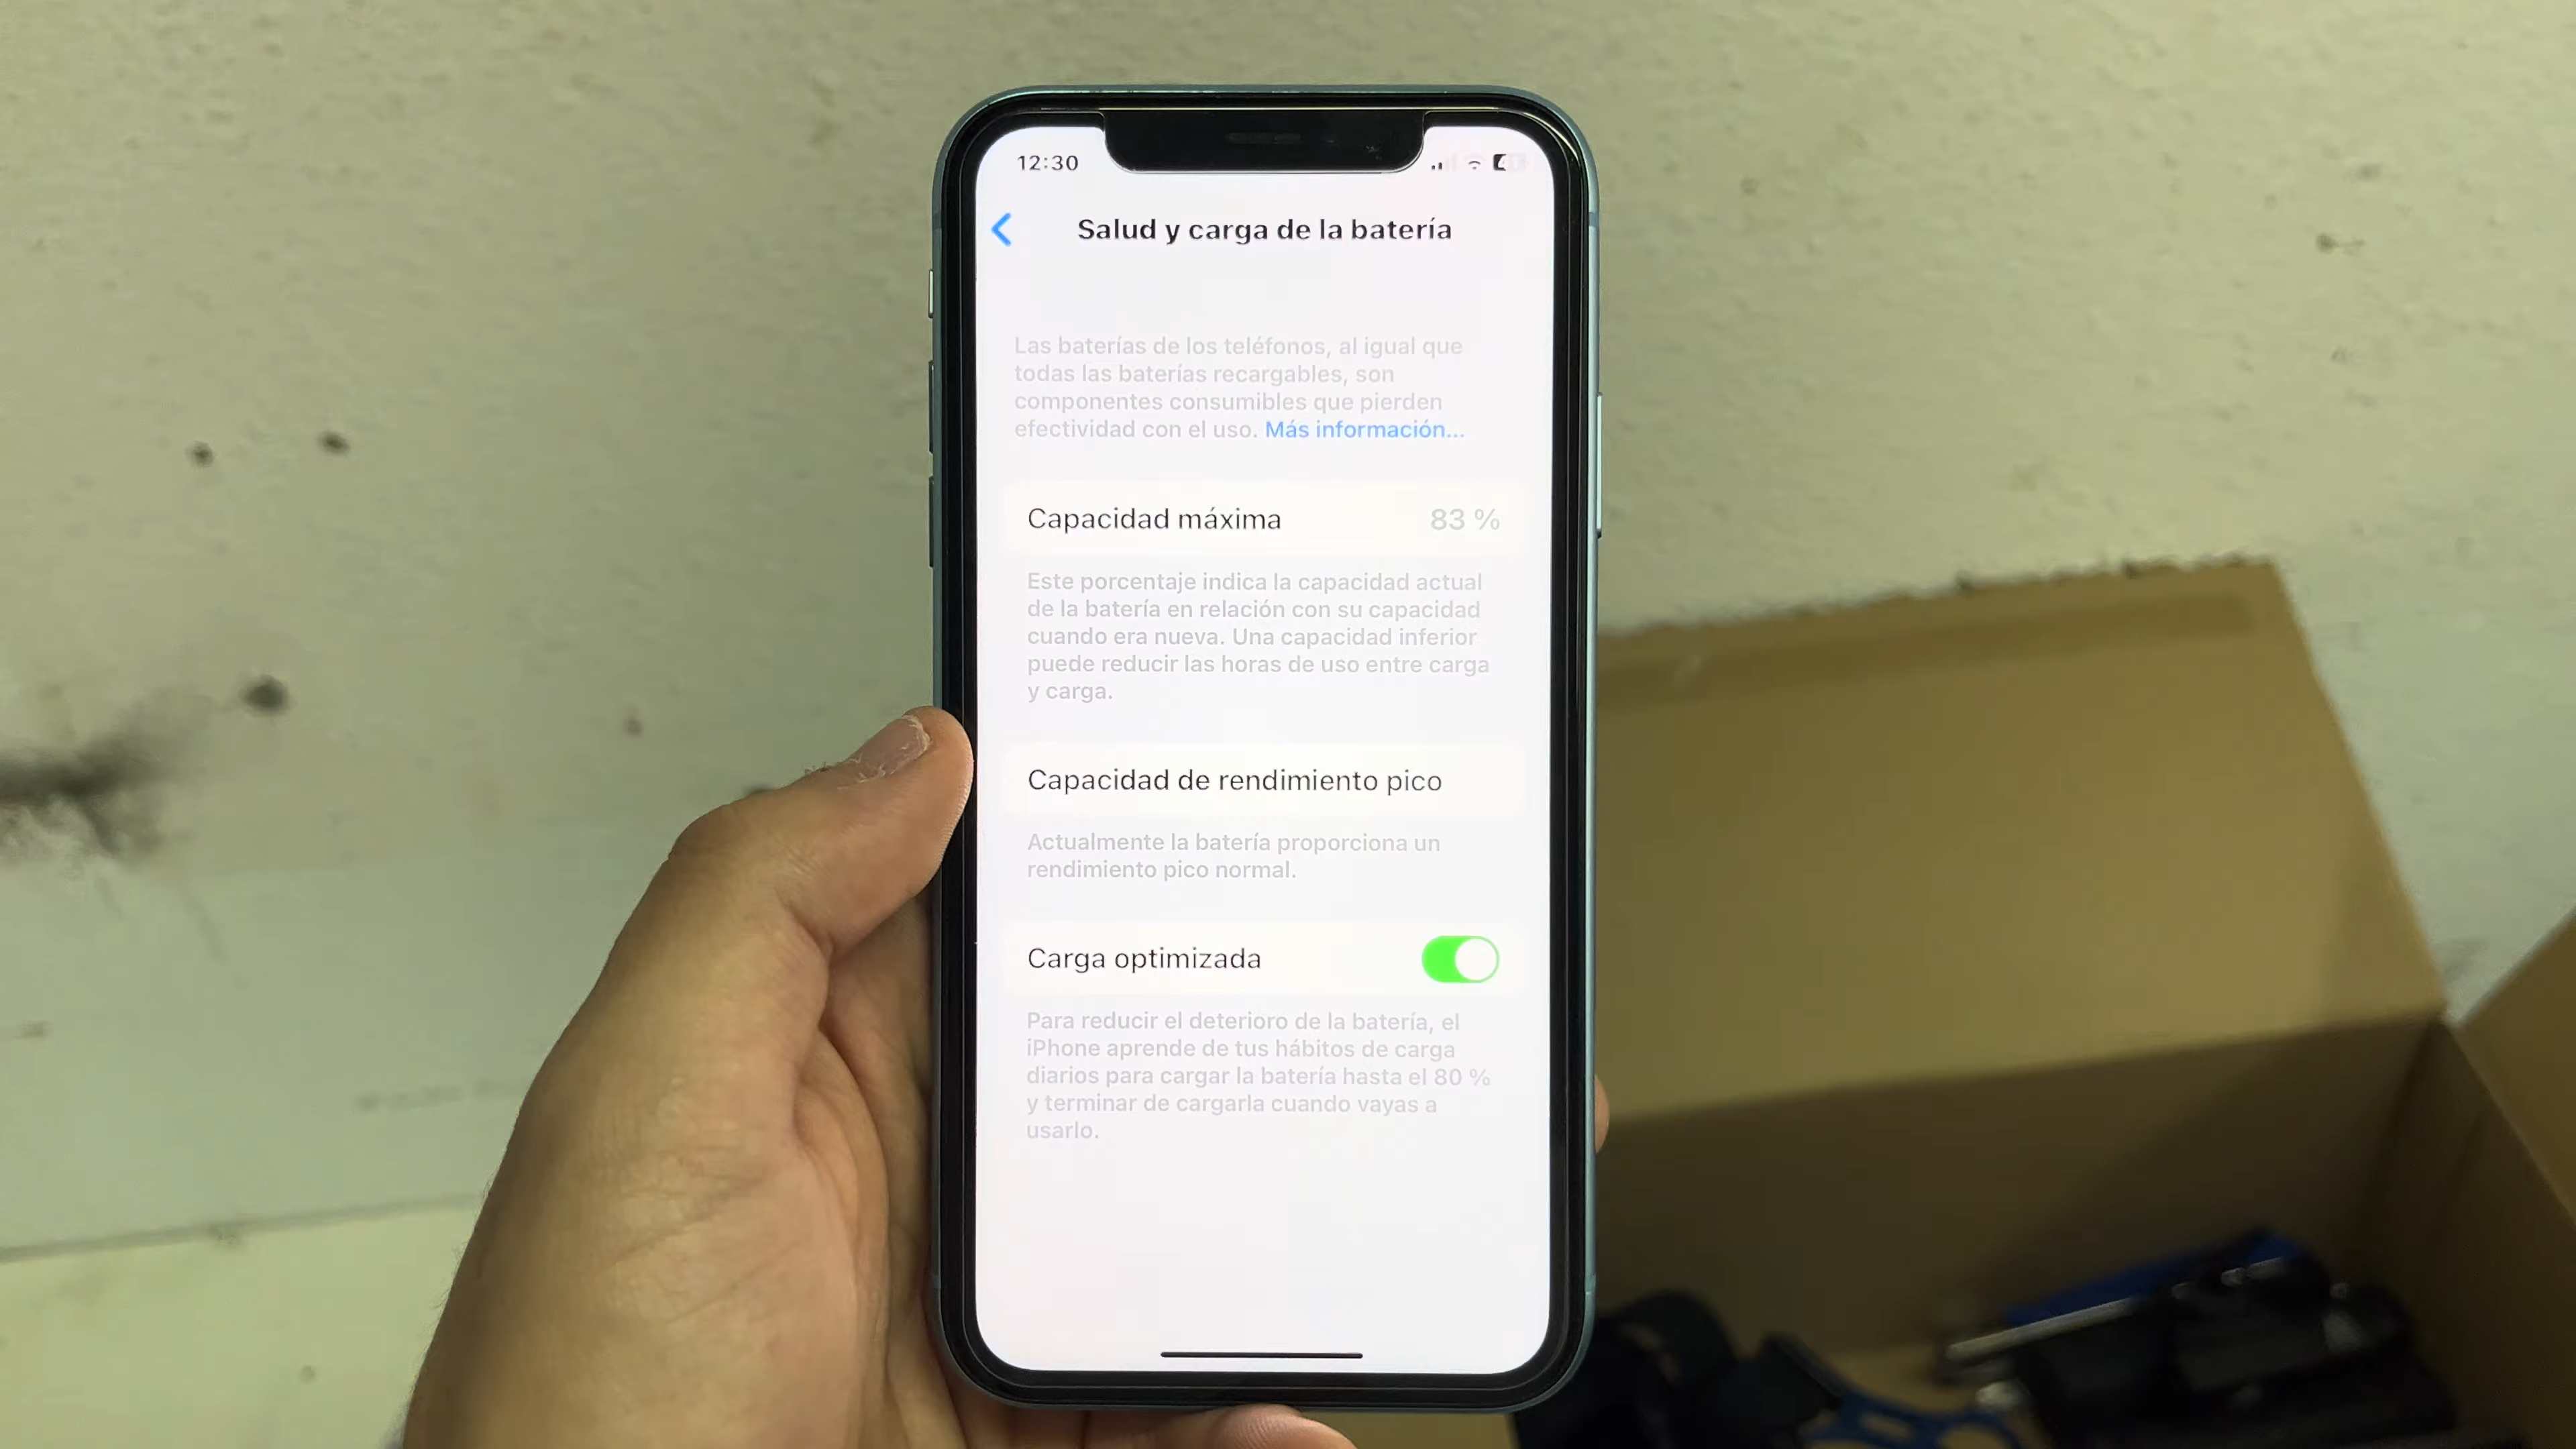 12:30
Salud y carga de la batería
Las baterías de los teléfonos, al igual que
todas las baterías recargables, son
componentes consumibles que pierden
efectividad con el uso. Más información...
Capacidad máxima 83 %
Este porcentaje indica la capacidad actual
de la batería en relación con su capacidad
cuando era nueva. Una capacidad inferior
puede reducir las horas de uso entre carga
y carga.
Capacidad de rendimiento pico
Actualmente la batería proporciona un
rendimiento pico normal.
Carga optimizada
Para reducir el deterioro de la batería, el
iPhone aprende de tus hábitos de carga
diarios para cargar la batería hasta el 80 %
y terminar de cargarla cuando vayas a
usarlo.